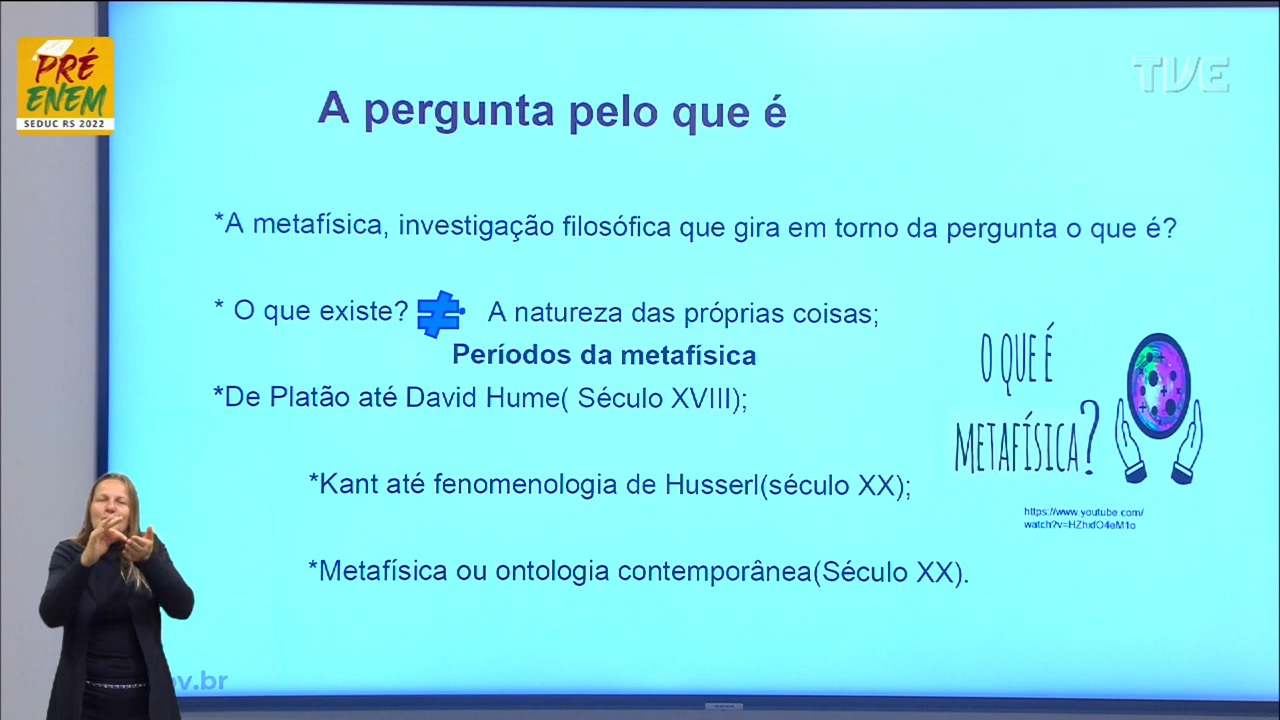 PRÉ
ENEM
SEDUC RS 2022
TVE
A pergunta pelo que é
*A metafísica, investigação filosófica que gira em torno da pergunta o que é?
* O que existe? ≠ A natureza das próprias coisas;
Períodos da metafísica
*De Platão até David Hume( Século XVIII);
O QUE É
METAFÍSICA?
*Kant até fenomenologia de Husserl(século XX);
https://www.youtube.com/
watch?v=HZhxfO4eM1o
*Metafísica ou ontologia contemporânea(Século XX).
ov.br